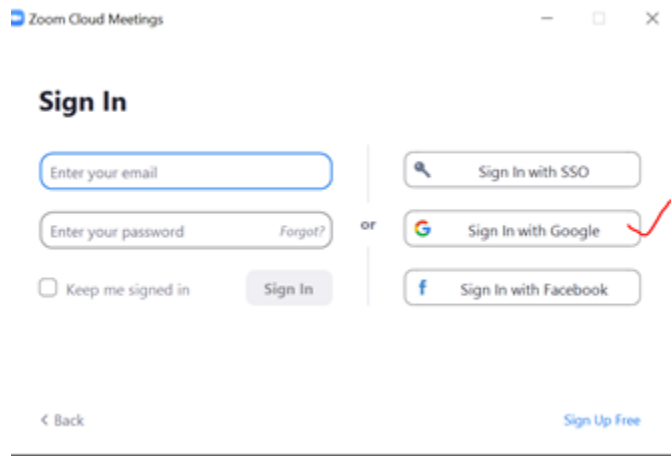 Zoom Cloud Meetings
Sign In
Enter your email
Enter your password Forgot?
Keep me signed in Sign In
or
Sign In with SSO
Sign In with Google
Sign In with Facebook
< Back
Sign Up Free